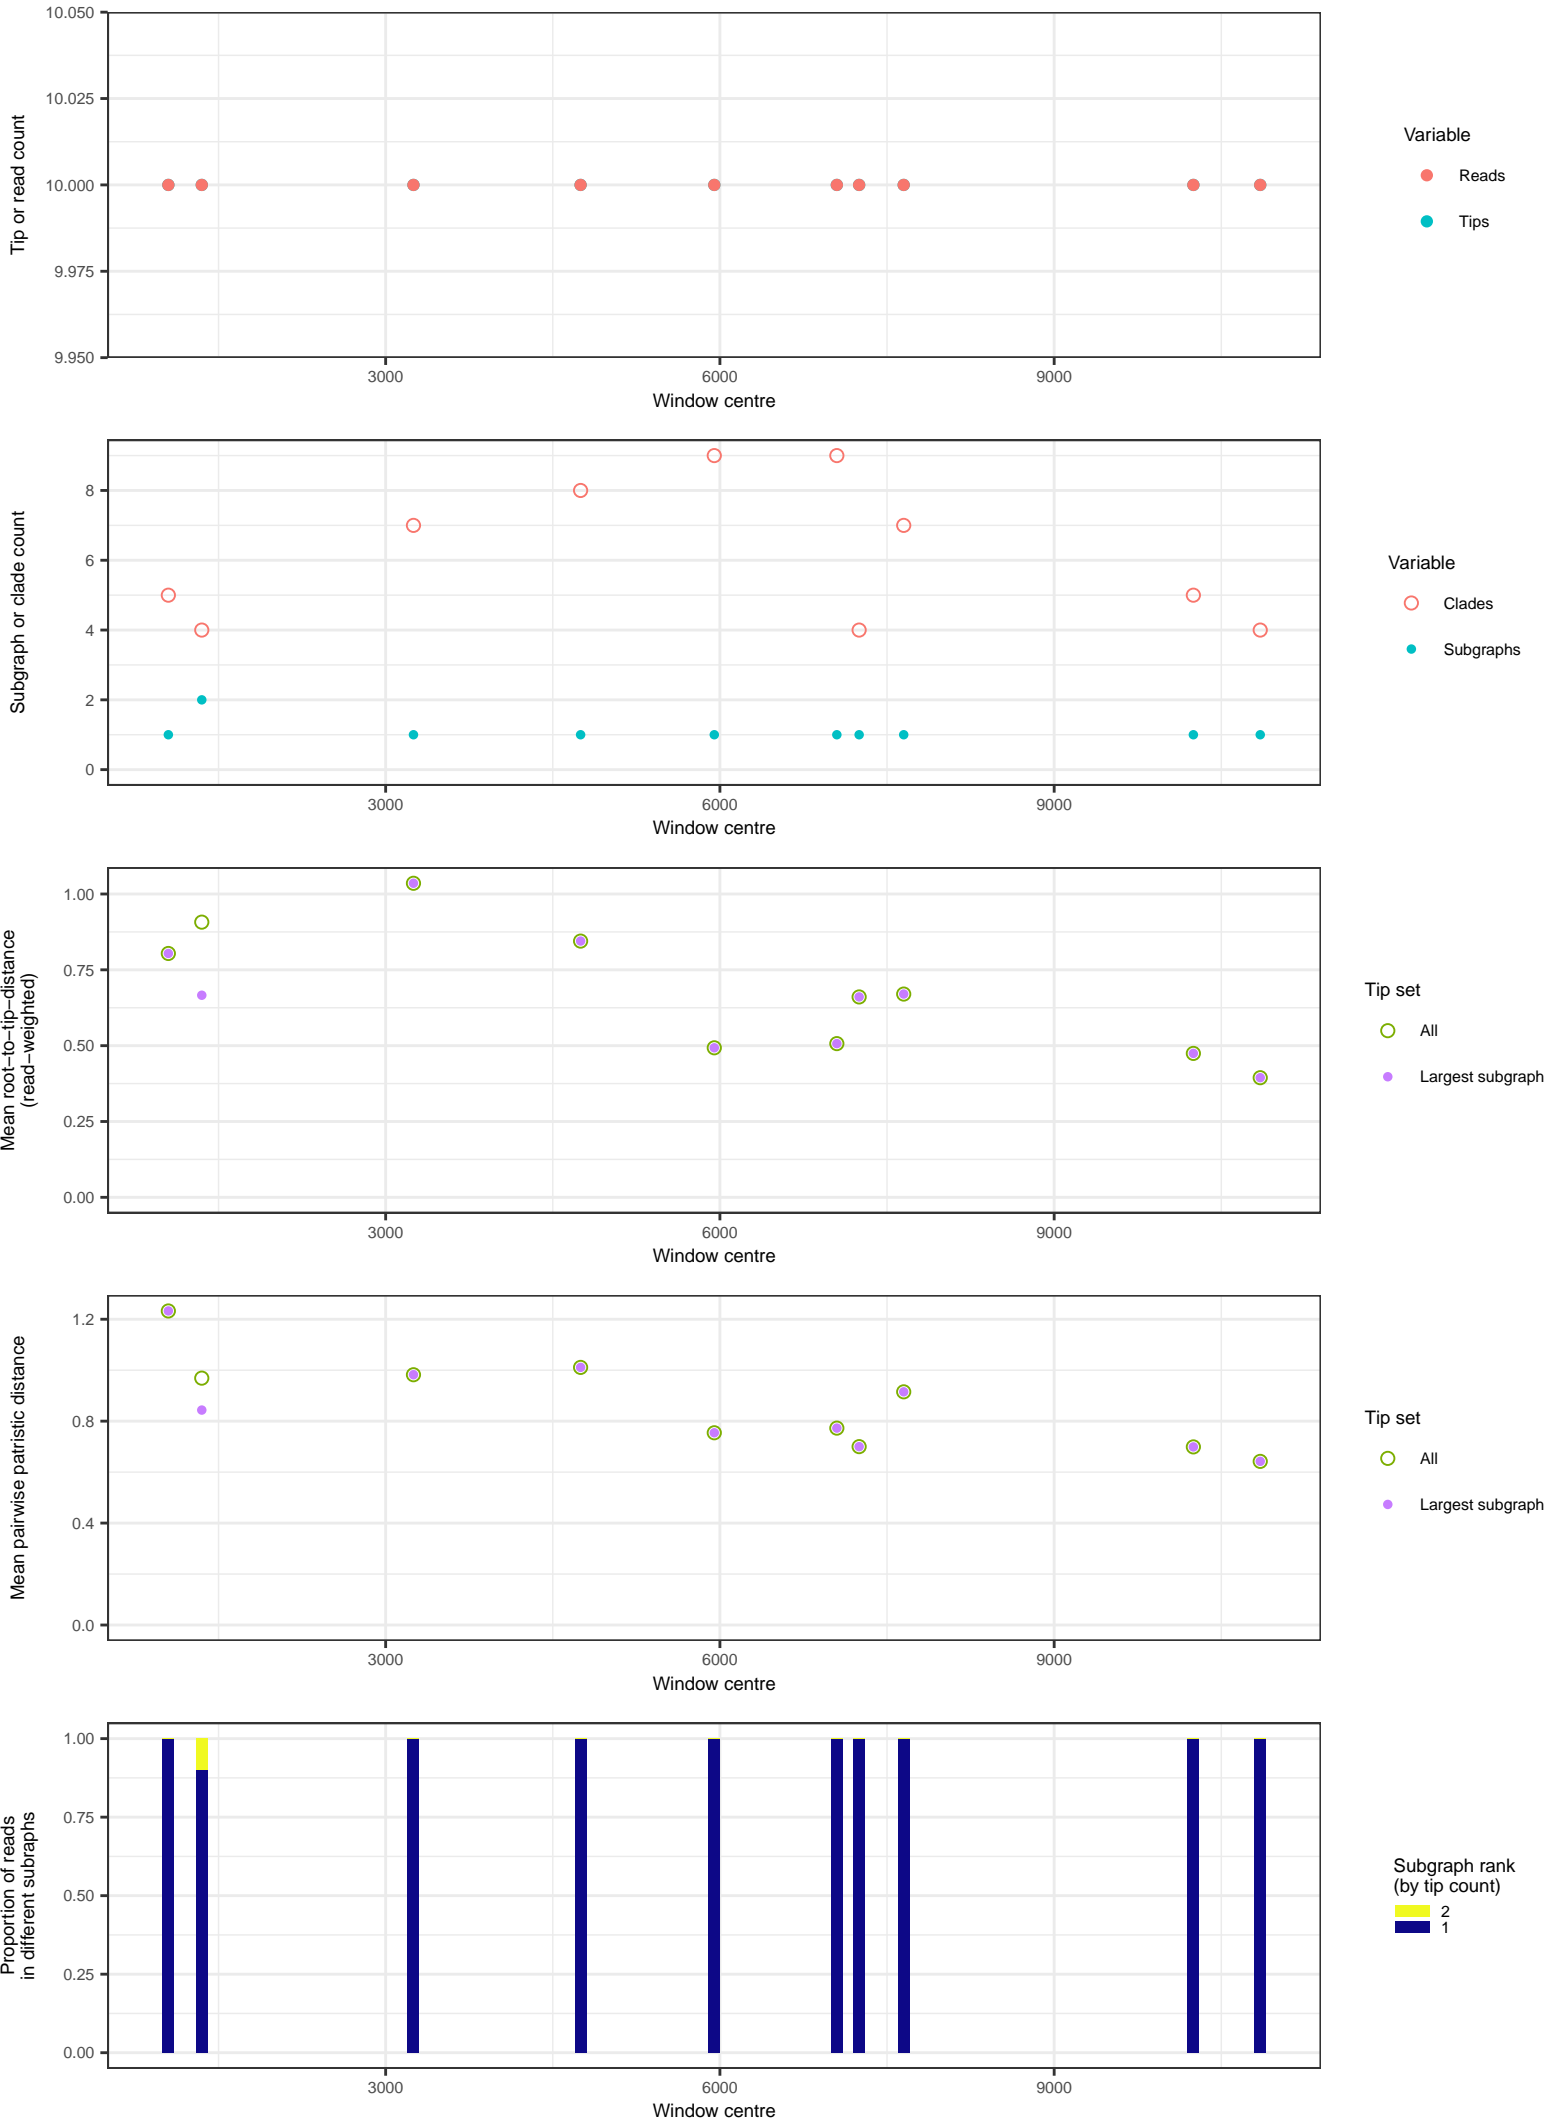 10.050
10.025
10.000
9.975
9.950
Tip or read count
3000 6000 9000
Window centre
Variable
Reads
Tips
8
6
4
2
0
Subgraph or clade count
3000 6000 9000
Window centre
Variable
Clades
Subgraphs
1.00
0.75
0.50
0.25
0.00
Mean root−to−tip−distance
(read−weighted)
3000 6000 9000
Window centre
Tip set
All
Largest subgraph
1.2
0.8
0.4
0.0
Mean pairwise patristic distance
3000 6000 9000
Window centre
Tip set
All
Largest subgraph
1.00
0.75
0.50
0.25
0.00
Proportion of reads
in different subraphs
3000 6000 9000
Window centre
Subgraph rank
(by tip count)
2
1